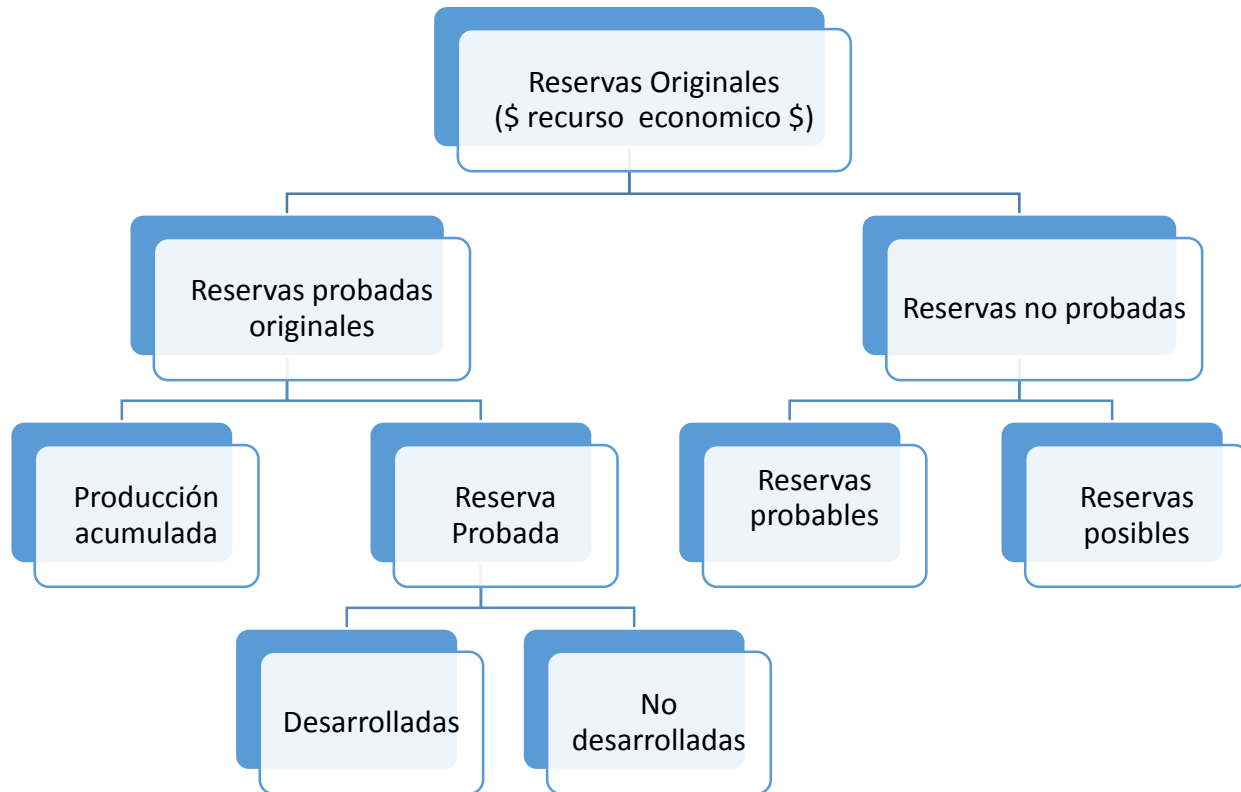 Reservas Originales
($ recurso economico $)
Reservas probadas
originales
Reservas no probadas
Producción
acumulada
Reserva
Probada
Reservas
probables
Reservas
posibles
Desarrolladas
No
desarrolladas